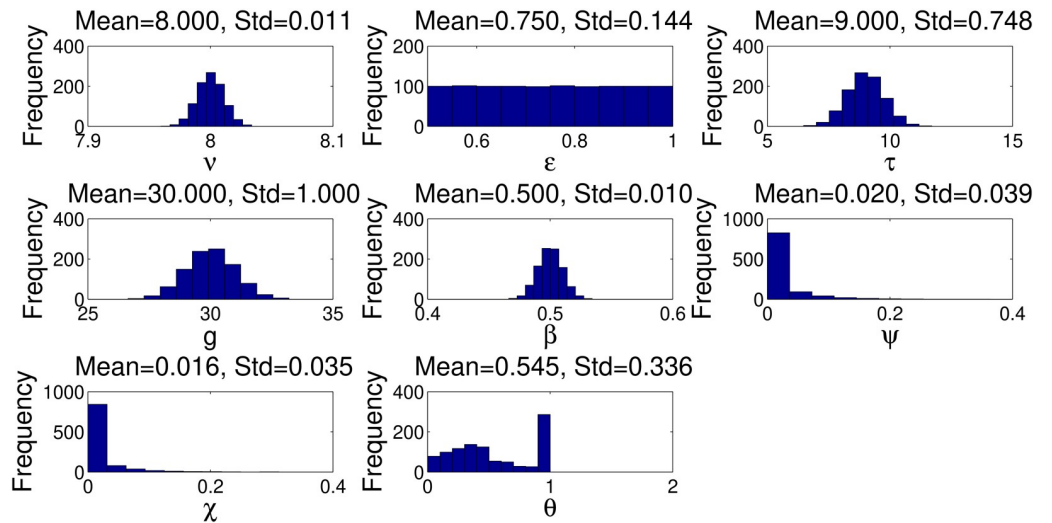 Mean=8.000, Std=0.011
Frequency
400
200
0
7.9
8
8.1
ν
Mean=0.750, Std=0.144
Frequency
200
100
0
0.6
0.8
1
ε
Mean=9.000, Std=0.748
Frequency
400
200
0
5
10
15
τ
Mean=30.000, Std=1.000
Frequency
400
200
0
25
30
35
g
Mean=0.500, Std=0.010
Frequency
400
200
0
0.4
0.5
0.6
β
Mean=0.020, Std=0.039
Frequency
1000
500
0
0
0.2
0.4
ψ
Mean=0.016, Std=0.035
Frequency
1000
500
0
0
0.2
0.4
χ
Mean=0.545, Std=0.336
Frequency
400
200
0
0
1
2
θ